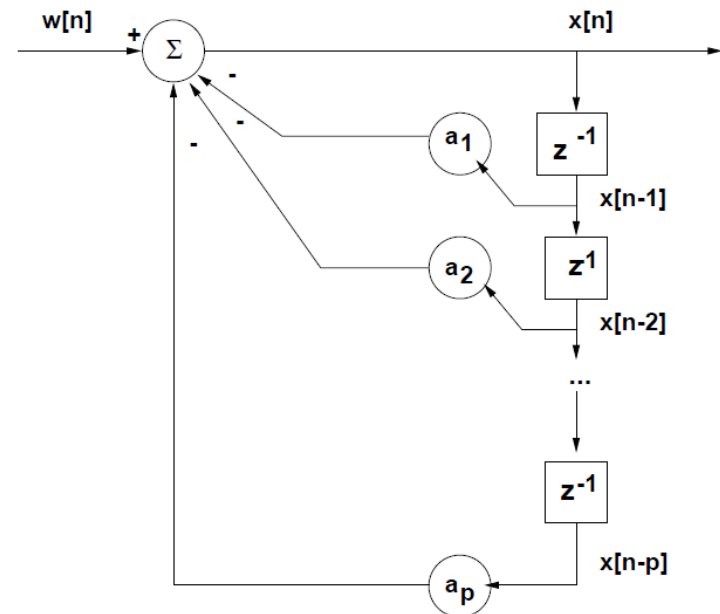 w[n] + Σ x[n]
-
-
-
a₁
z⁻¹
x[n-1]
a₂
z¹
x[n-2]
...
z⁻¹
x[n-p]
aₚ